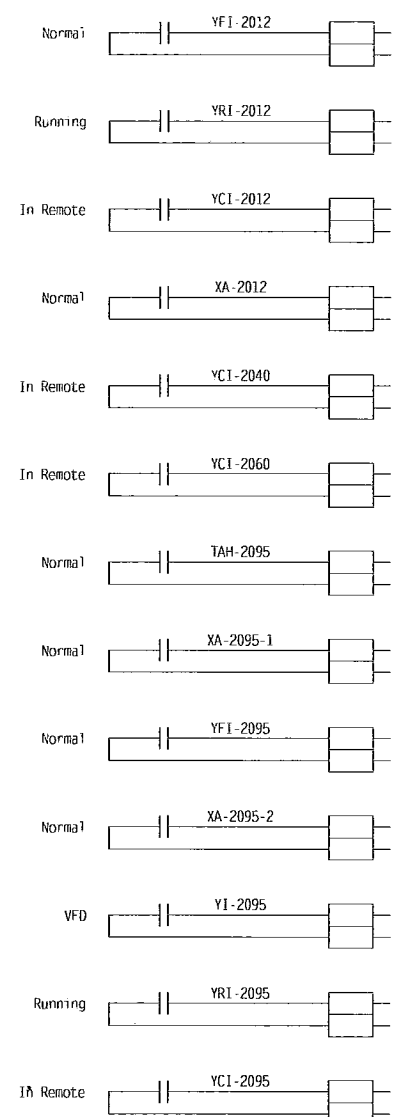 YFI-2012
Normal
YRI-2012
Running
YCI-2012
In Remote
XA-2012
Normal
YCI-2040
In Remote
YCI-2060
In Remote
TAH-2095
Normal
XA-2095-1
Normal
YFI-2095
Normal
XA-2095-2
Normal
YI-2095
VFD
YRI-2095
Running
YCI-2095
In Remote